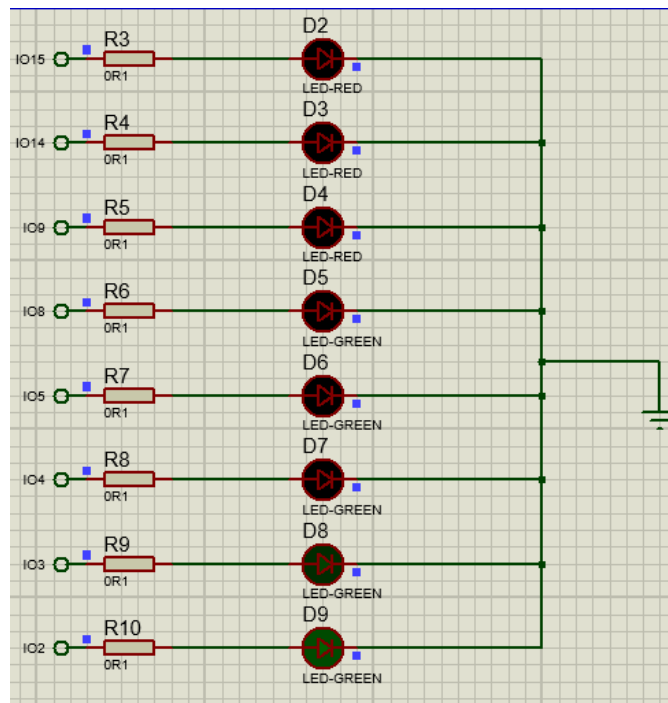 D2
R3
IO15
0R1
LED-RED
D3
R4
IO14
0R1
LED-RED
D4
R5
IO9
0R1
LED-RED
D5
R6
IO8
0R1
LED-GREEN
D6
R7
IO5
0R1
LED-GREEN
D7
R8
IO4
0R1
LED-GREEN
D8
R9
IO3
0R1
LED-GREEN
D9
R10
IO2
0R1
LED-GREEN